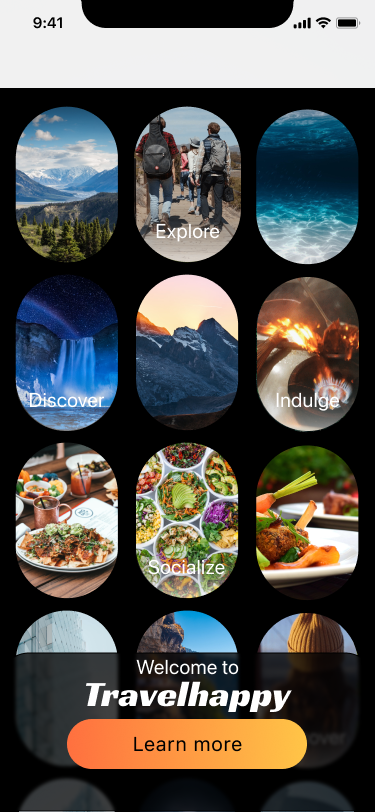 9:41
Explore
Discover
Indulge
Socialize
Welcome to
Travelhappy
Learn more